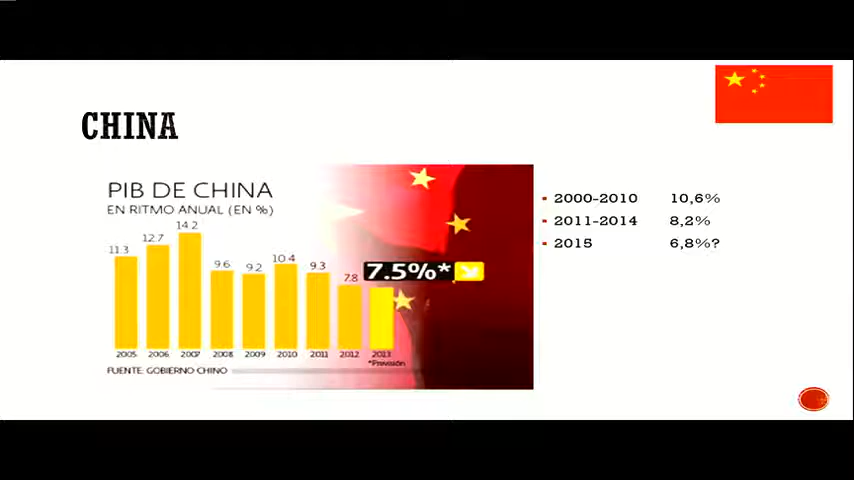 CHINA
PIB DE CHINA
EN RITMO ANUAL (EN %)
11.3 12.7 14.2 9.6 9.2 10.4 9.3 7.8 7.5%*
2005 2006 2007 2008 2009 2010 2011 2012 2013
*Previsión
FUENTE: GOBIERNO CHINO
2000-2010 10,6%
2011-2014 8,2%
2015 6,8%?